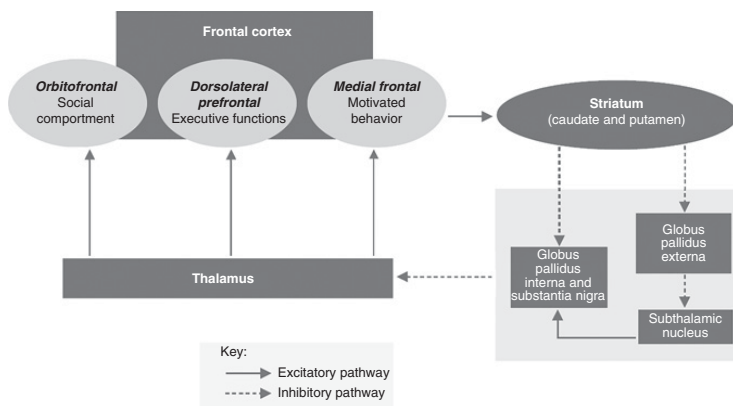 Frontal cortex
Orbitofrontal
Social
comportment
Dorsolateral
prefrontal
Executive functions
Medial frontal
Motivated
behavior
Striatum
(caudate and putamen)
Globus
pallidus
interna and
substantia nigra
Globus
pallidus
externa
Subthalamic
nucleus
Thalamus
Key:
Excitatory pathway
Inhibitory pathway